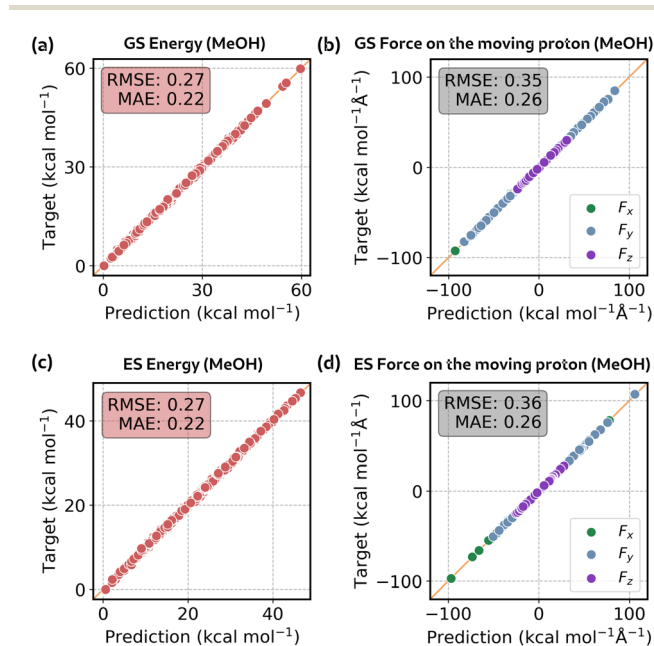 (a) GS Energy (MeOH)
RMSE: 0.27
MAE: 0.22
Target (kcal mol⁻¹)
60
30
0
0 30 60
Prediction (kcal mol⁻¹)
(b) GS Force on the moving proton (MeOH)
RMSE: 0.35
MAE: 0.26
Target (kcal mol⁻¹Å⁻¹)
100
0
−100
Fx
Fy
Fz
−100 0 100
Prediction (kcal mol⁻¹Å⁻¹)
(c) ES Energy (MeOH)
RMSE: 0.27
MAE: 0.22
Target (kcal mol⁻¹)
40
20
0
0 20 40
Prediction (kcal mol⁻¹)
(d) ES Force on the moving proton (MeOH)
RMSE: 0.36
MAE: 0.26
Target (kcal mol⁻¹Å⁻¹)
100
0
−100
Fx
Fy
Fz
−100 0 100
Prediction (kcal mol⁻¹Å⁻¹)